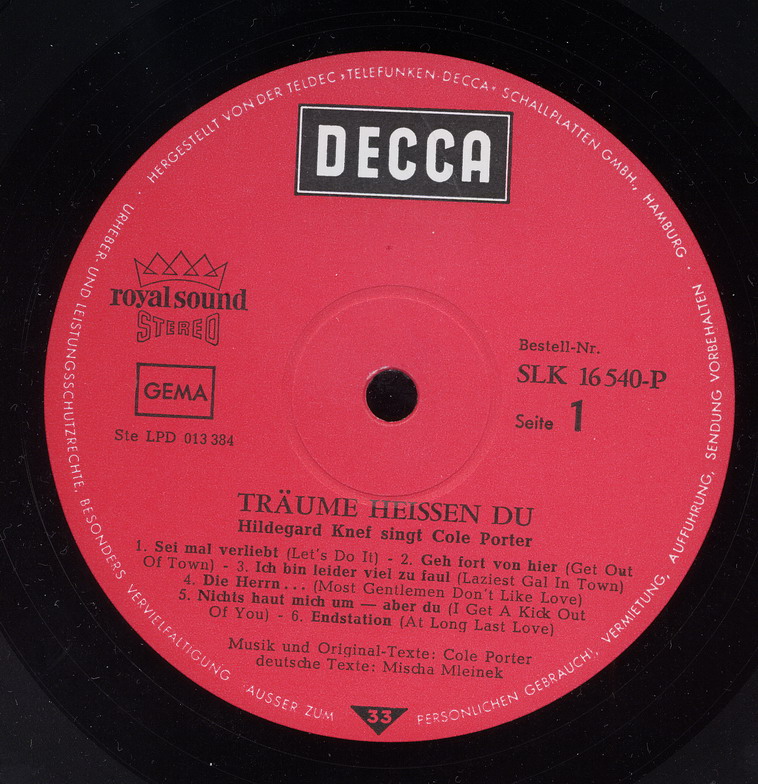 HERGESTELLT VON DER TELDEC »TELEFUNKEN-DECCA« SCHALLPLATTEN GMBH., HAMBURG ·
DECCA
royal sound
STEREO
GEMA
Ste LPD 013 384
Bestell-Nr.
SLK 16 540-P
Seite 1
TRÄUME HEISSEN DU
Hildegard Knef singt Cole Porter
1. Sei mal verliebt (Let's Do It) - 2. Geh fort von hier (Get Out
Of Town) - 3. Ich bin leider viel zu faul (Laziest Gal In Town)
4. Die Herrn... (Most Gentlemen Don't Like Love)
5. Nichts haut mich um — aber du (I Get A Kick Out
Of You) - 6. Endstation (At Long Last Love)
Musik und Original-Texte: Cole Porter
deutsche Texte: Mischa Mleinek
33
URHEBER- UND LEISTUNGSSCHUTZRECHTE, BESONDERS VERVIELFÄLTIGUNG AUSSER ZUM PERSÖNLICHEN GEBRAUCH, VERMIETUNG, AUFFÜHRUNG, SENDUNG VORBEHALTEN